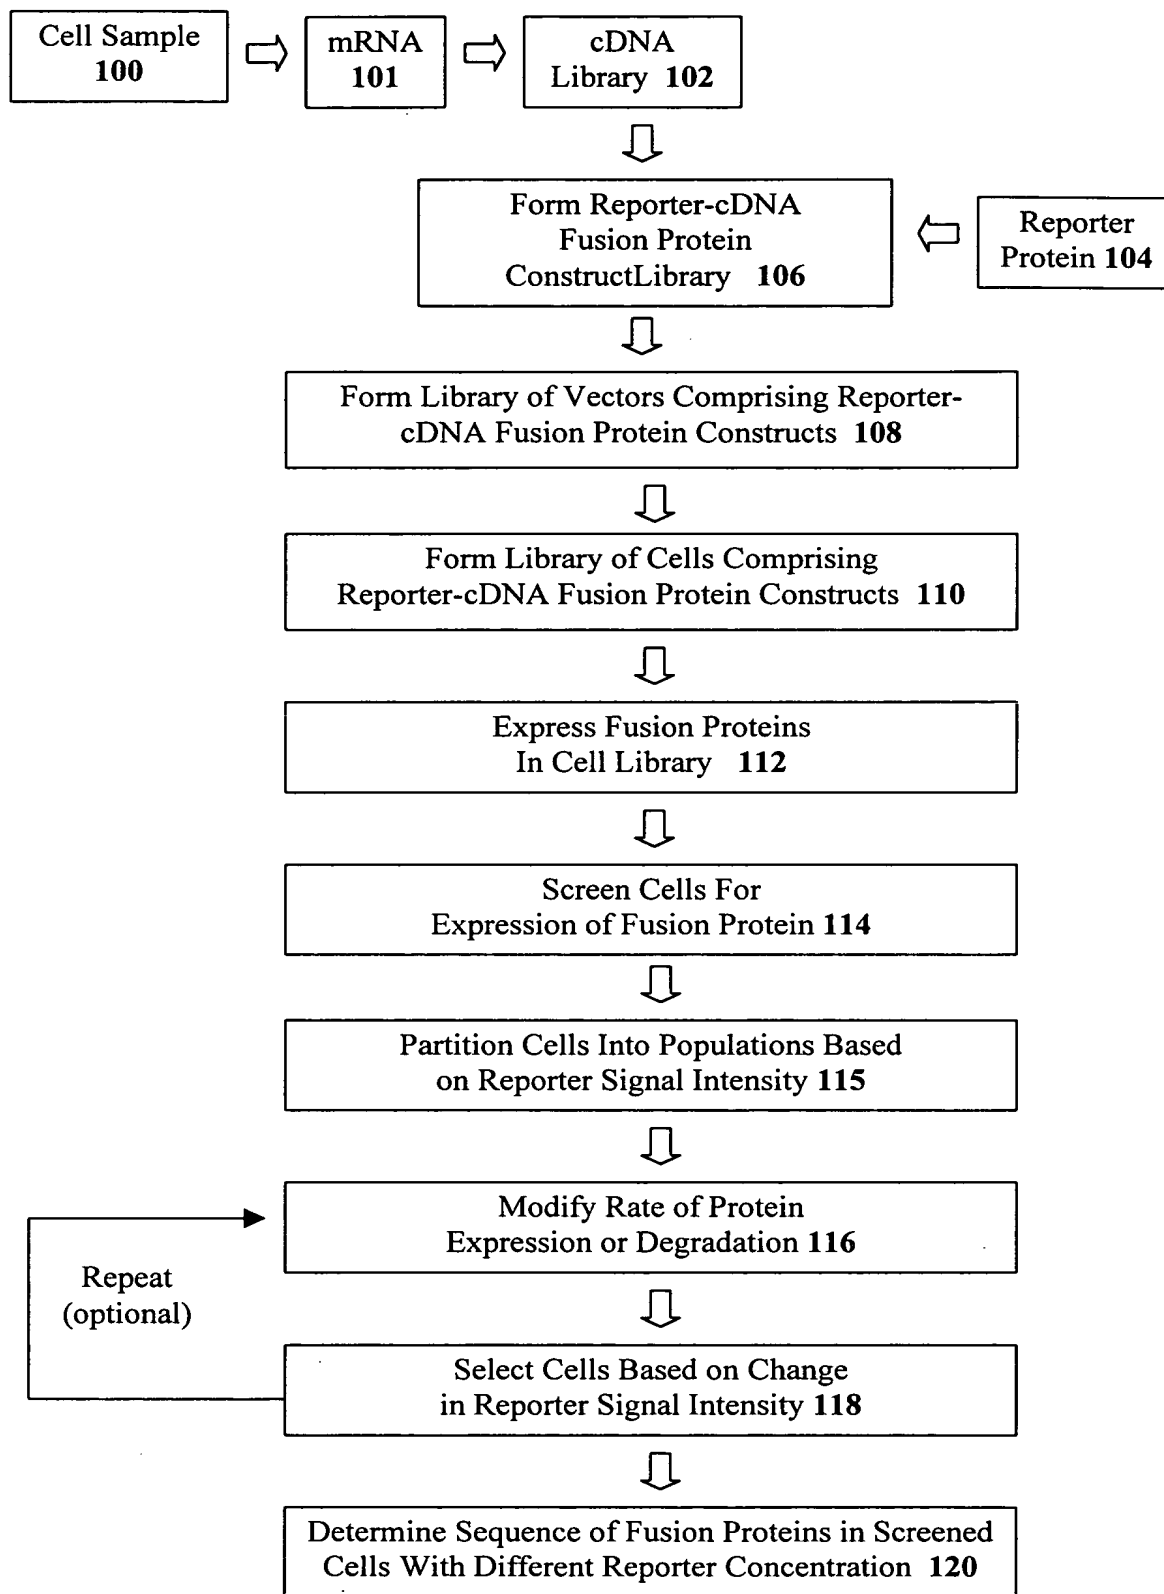 Cell Sample
100
mRNA
101
cDNA
Library 102
Form Reporter-cDNA
Fusion Protein
ConstructLibrary 106
Reporter
Protein 104
Form Library of Vectors Comprising Reporter-
cDNA Fusion Protein Constructs 108
Form Library of Cells Comprising
Reporter-cDNA Fusion Protein Constructs 110
Express Fusion Proteins
In Cell Library 112
Screen Cells For
Expression of Fusion Protein 114
Partition Cells Into Populations Based
on Reporter Signal Intensity 115
Modify Rate of Protein
Expression or Degradation 116
Repeat
(optional)
Select Cells Based on Change
in Reporter Signal Intensity 118
Determine Sequence of Fusion Proteins in Screened
Cells With Different Reporter Concentration 120